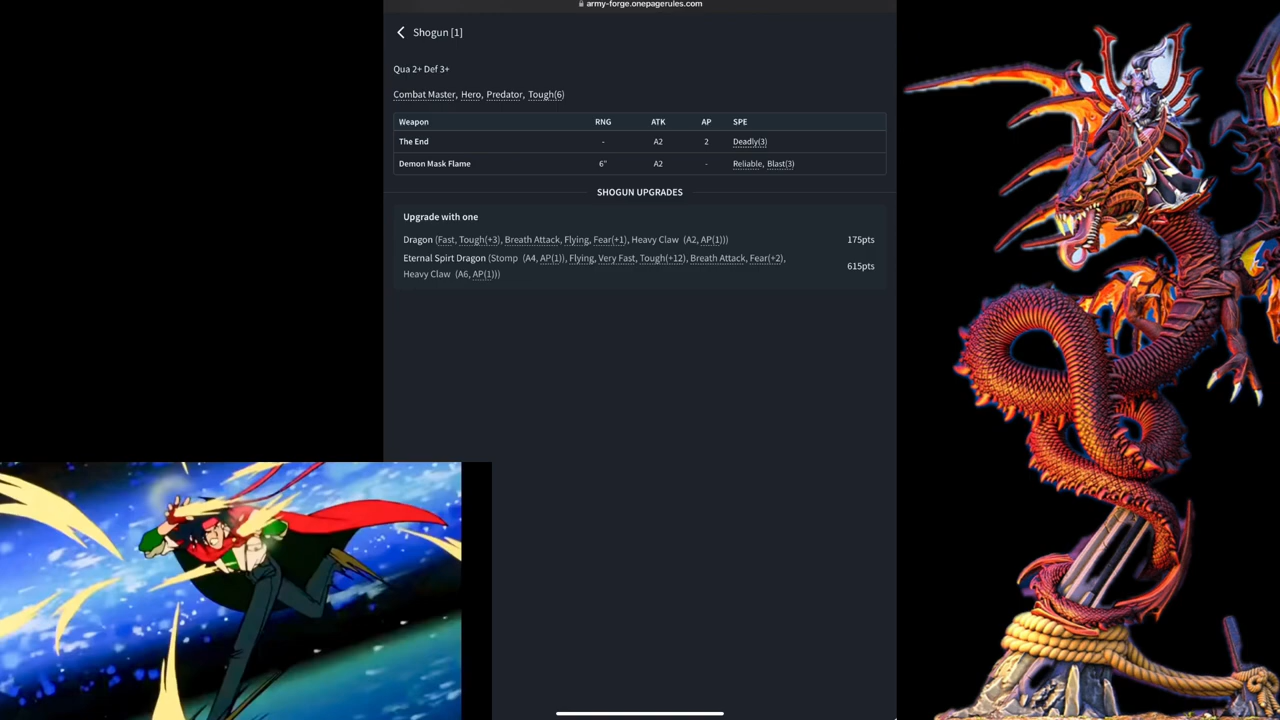 army-forge.onepagerules.com
Shogun [1]
Qua 2+ Def 3+
Combat Master, Hero, Predator, Tough(6)
Weapon RNG ATK AP SPE
The End - A2 2 Deadly(3)
Demon Mask Flame 6" A2 - Reliable, Blast(3)
SHOGUN UPGRADES
Upgrade with one
Dragon (Fast, Tough(+3), Breath Attack, Flying, Fear(+1), Heavy Claw (A2, AP(1))) 175pts
Eternal Spirt Dragon (Stomp (A4, AP(1)), Flying, Very Fast, Tough(+12), Breath Attack, Fear(+2),
Heavy Claw (A6, AP(1))) 615pts